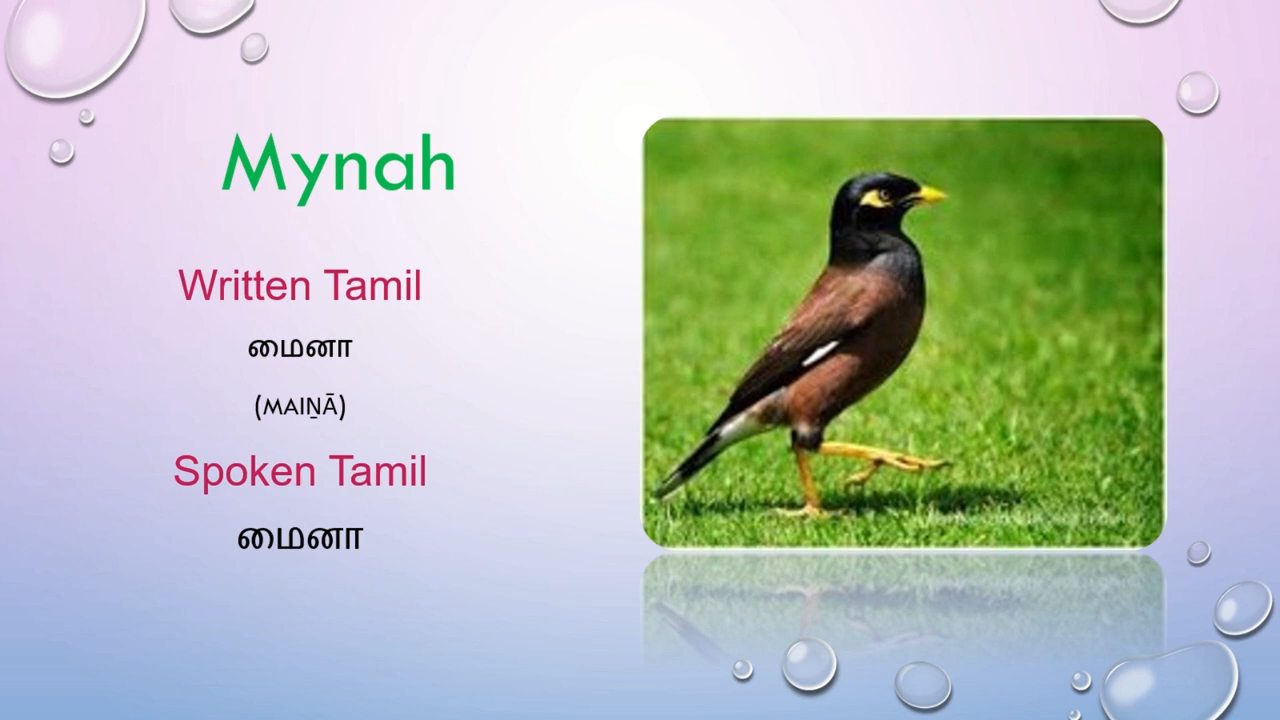 Mynah
Written Tamil
மைனா
(MAIṈĀ)
Spoken Tamil
மைனா